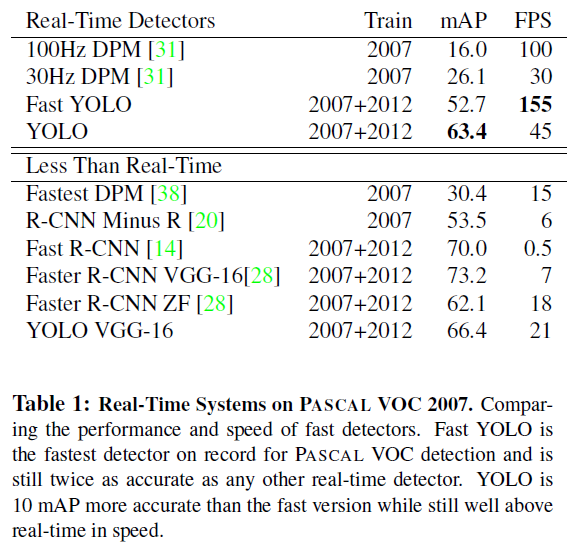 Real-Time Detectors Train mAP FPS
100Hz DPM [31] 2007 16.0 100
30Hz DPM [31] 2007 26.1 30
Fast YOLO 2007+2012 52.7 155
YOLO 2007+2012 63.4 45
Less Than Real-Time
Fastest DPM [38] 2007 30.4 15
R-CNN Minus R [20] 2007 53.5 6
Fast R-CNN [14] 2007+2012 70.0 0.5
Faster R-CNN VGG-16[28] 2007+2012 73.2 7
Faster R-CNN ZF [28] 2007+2012 62.1 18
YOLO VGG-16 2007+2012 66.4 21
Table 1: Real-Time Systems on PASCAL VOC 2007. Compar-
ing the performance and speed of fast detectors. Fast YOLO is
the fastest detector on record for PASCAL VOC detection and is
still twice as accurate as any other real-time detector. YOLO is
10 mAP more accurate than the fast version while still well above
real-time in speed.